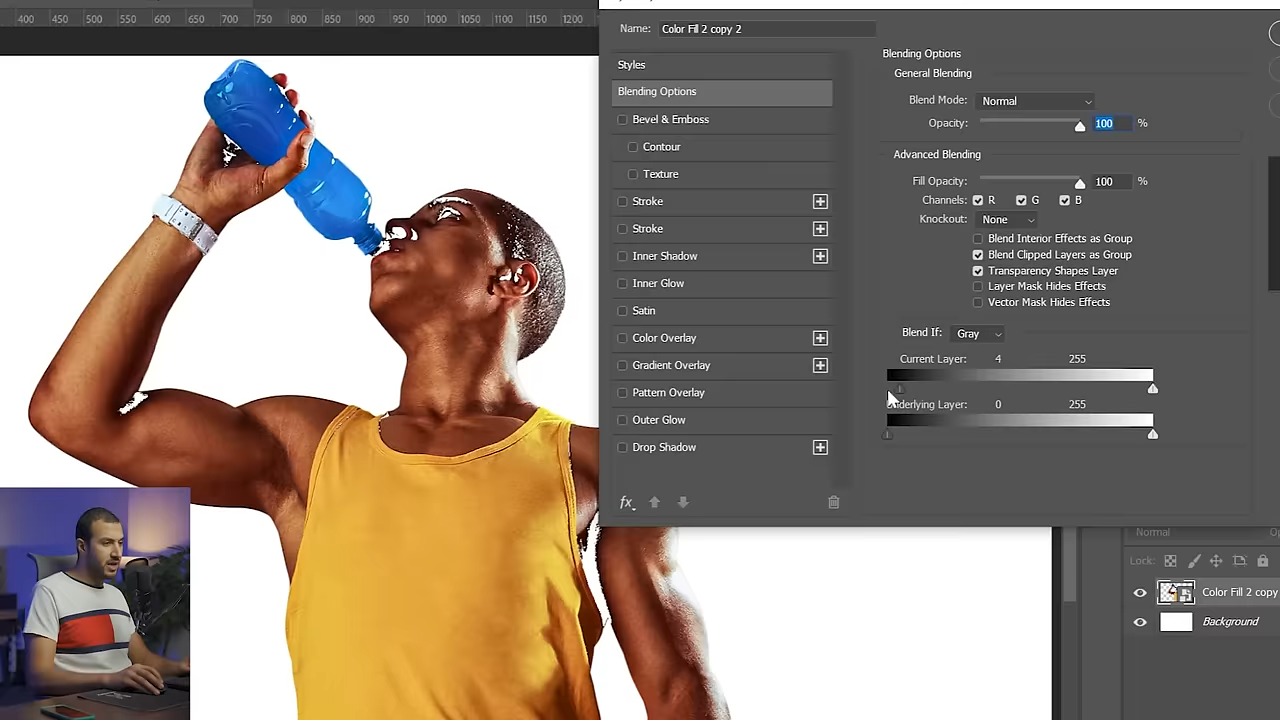 400 450 500 550 600 650 700 750 800 850 900 950 1000 1050 1100 1150 1200
Name: Color Fill 2 copy 2
Styles
Blending Options
Bevel & Emboss
Contour
Texture
Stroke
Stroke
Inner Shadow
Inner Glow
Satin
Color Overlay
Gradient Overlay
Pattern Overlay
Outer Glow
Drop Shadow
fx
Blending Options
General Blending
Blend Mode: Normal
Opacity: 100 %
Advanced Blending
Fill Opacity: 100 %
Channels: R G B
Knockout: None
Blend Interior Effects as Group
Blend Clipped Layers as Group
Transparency Shapes Layer
Layer Mask Hides Effects
Vector Mask Hides Effects
Blend If: Gray
Current Layer: 4 255
Underlying Layer: 0 255
Normal
Lock:
Color Fill 2 copy
Background